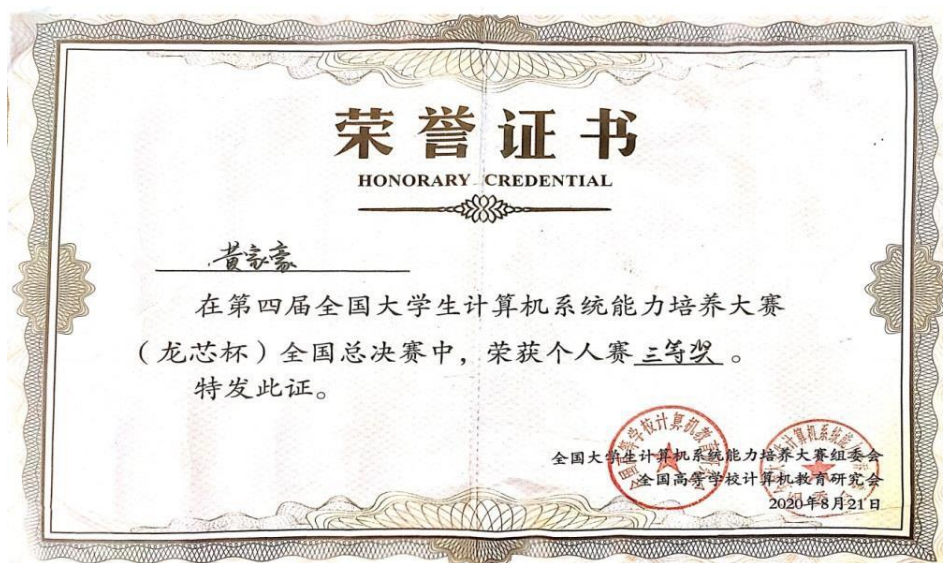 荣誉证书
HONORARY CREDENTIAL
黄家豪
在第四届全国大学生计算机系统能力培养大赛
（龙芯杯）全国总决赛中，荣获个人赛三等奖。
特发此证。
全国大学生计算机系统能力培养大赛组委会
全国高等学校计算机教育研究会
2020年8月21日